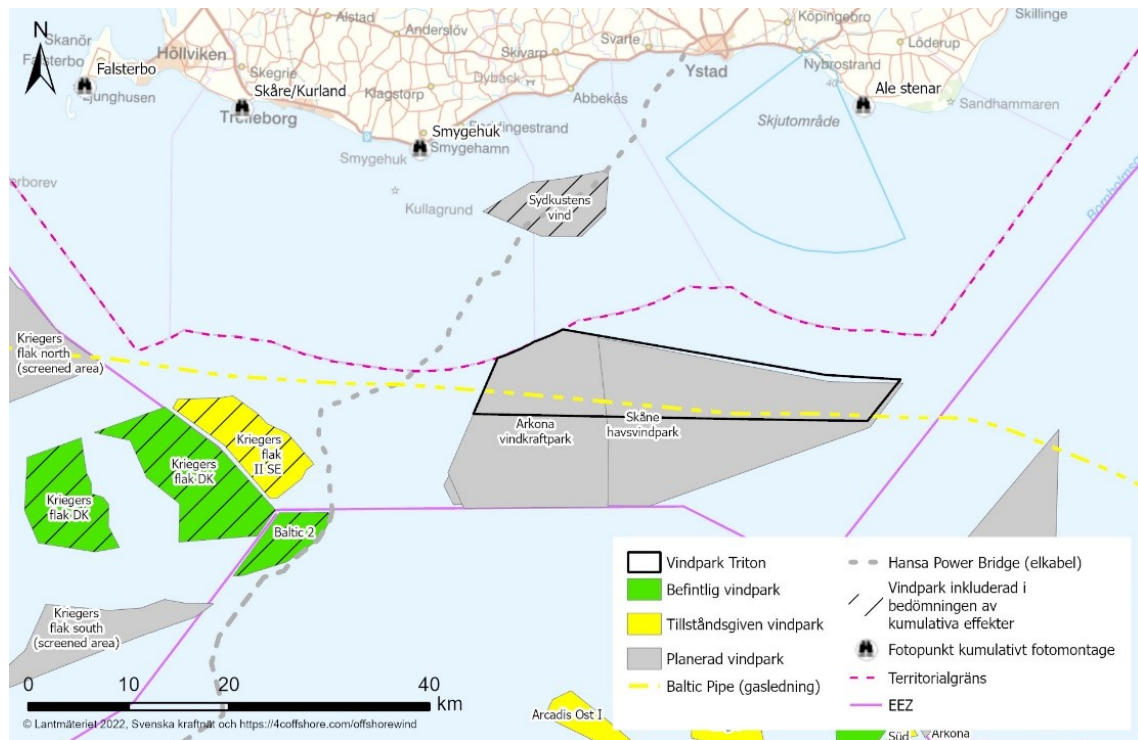 N
Skanör
Falsterbo
Falsterbo
Ljunghusen
Höllviken
Alstad
Anderslöv
Skegrie
Skåre/Kurland
Trelleborg
Klagstorp
Skivarp
Dybäck
Svarte
Abbekås
Ystad
Köpingebro
Nybrostrand
Löderup
Skillinge
40
Ale stenar
Sandhammaren
Skjutområde
9
Smygehuk
Smygehuk
Smygehamn
Kullagrund
Sydkustens
vind
Kriegers
flak north
(screened area)
Kriegers
flak
II SE
Kriegers
flak DK
Kriegers
flak DK
Baltic 2
Kriegers
flak south
(screened area)
Arkona
vindkraftpark
Skåne
havsvindpark
Arcadis Ost I
Süd
Arkona
Vindpark Triton
Befintlig vindpark
Tillståndsgiven vindpark
Planerad vindpark
Baltic Pipe (gasledning)
Hansa Power Bridge (elkabel)
Vindpark inkluderad i
bedömningen av
kumulativa effekter
Fotopunkt kumulativt fotomontage
Territorialgräns
EEZ
0 10 20 40
km
© Lantmäteriet 2022, Svenska kraftnät och https://4coffshore.com/offshorewind